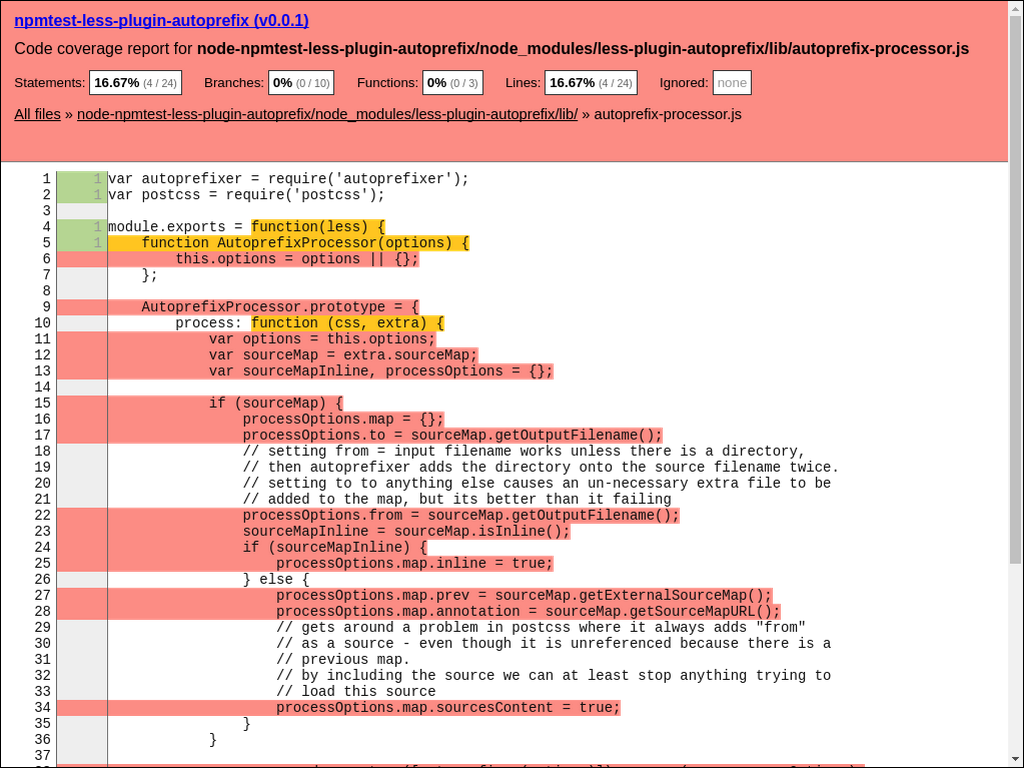 npmtest-less-plugin-autoprefix (v0.0.1)
Code coverage report for node-npmtest-less-plugin-autoprefix/node_modules/less-plugin-autoprefix/lib/autoprefix-processor.js
Statements: 16.67% (4 / 24) Branches: 0% (0 / 10) Functions: 0% (0 / 3) Lines: 16.67% (4 / 24) Ignored: none
All files » node-npmtest-less-plugin-autoprefix/node_modules/less-plugin-autoprefix/lib/ » autoprefix-processor.js
1 1 var autoprefixer = require('autoprefixer');
2 1 var postcss = require('postcss');
3
4 1 module.exports = function(less) {
5 1     function AutoprefixProcessor(options) {
6         this.options = options || {};
7     };
8
9     AutoprefixProcessor.prototype = {
10         process: function (css, extra) {
11             var options = this.options;
12             var sourceMap = extra.sourceMap;
13             var sourceMapInline, processOptions = {};
14
15             if (sourceMap) {
16                 processOptions.map = {};
17                 processOptions.to = sourceMap.getOutputFilename();
18                 // setting from = input filename works unless there is a directory,
19                 // then autoprefixer adds the directory onto the source filename twice.
20                 // setting to to anything else causes an un-necessary extra file to be
21                 // added to the map, but its better than it failing
22                 processOptions.from = sourceMap.getOutputFilename();
23                 sourceMapInline = sourceMap.isInline();
24                 if (sourceMapInline) {
25                     processOptions.map.inline = true;
26                 } else {
27                     processOptions.map.prev = sourceMap.getExternalSourceMap();
28                     processOptions.map.annotation = sourceMap.getSourceMapURL();
29                     // gets around a problem in postcss where it always adds "from"
30                     // as a source - even though it is unreferenced because there is a
31                     // previous map.
32                     // by including the source we can at least stop anything trying to
33                     // load this source
34                     processOptions.map.sourcesContent = true;
35                 }
36             }
37